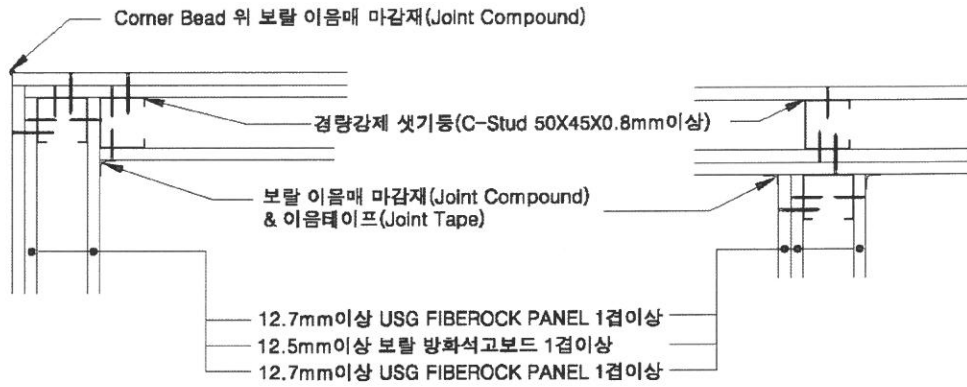 Corner Bead 위 보랄 이음매 마감재(Joint Compound)
경량강제 샛기둥(C-Stud 50X45X0.8mm이상)
보랄 이음매 마감재(Joint Compound)
& 이음테이프(Joint Tape)
12.7mm이상 USG FIBEROCK PANEL 1겹이상
12.5mm이상 보랄 방화석고보드 1겹이상
12.7mm이상 USG FIBEROCK PANEL 1겹이상